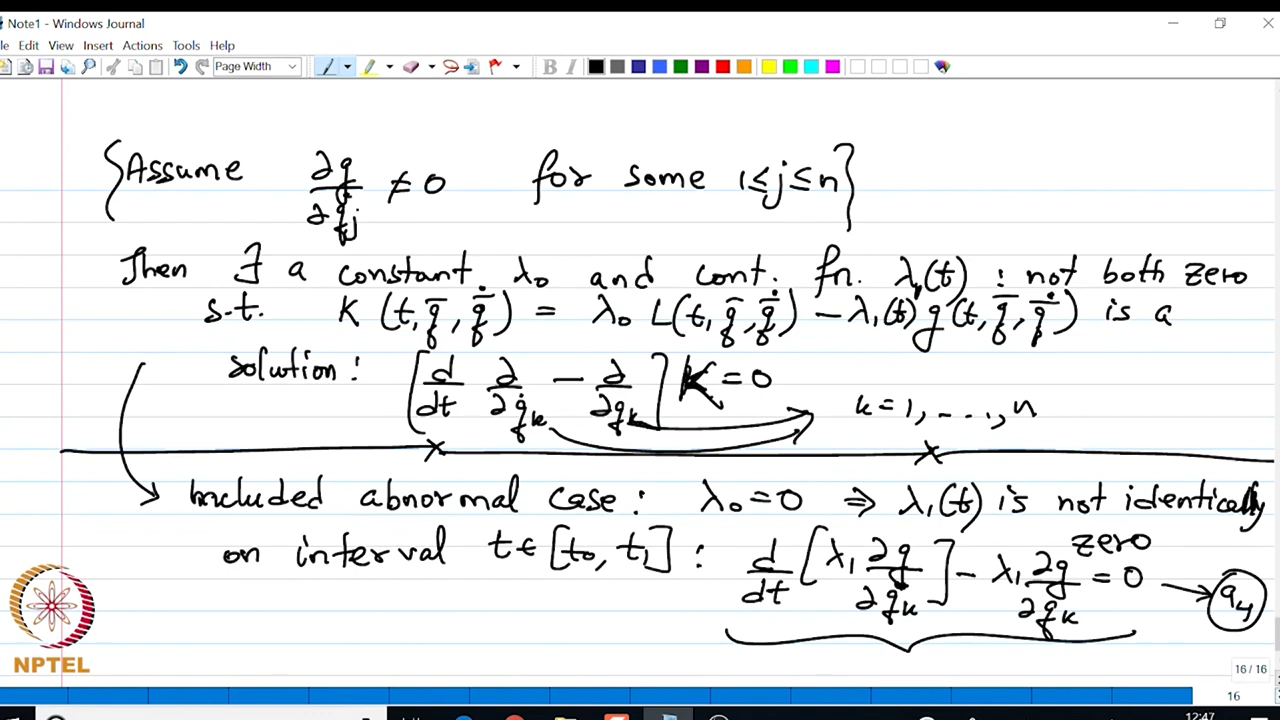 Note1 - Windows Journal
le Edit View Insert Actions Tools Help
Page Width
{Assume ∂g/∂q̇j ≠ 0 for some 1≤j≤n}
Then ∃ a constant λ₀ and cont. fn. λ₁(t) : not both zero
s.t. K(t, q̄, q̄̇) = λ₀ L(t, q̄, q̄̇) − λ₁(t) g(t, q̄, q̄̇) is a
solution : [d/dt ∂/∂q̇k − ∂/∂qk] K = 0
k = 1, ..., n
Included abnormal case : λ₀ = 0 ⇒ λ₁(t) is not identically
zero
on interval t ∈ [t₀, t₁] : d/dt [λ₁ ∂g/∂q̇k] − λ₁ ∂g/∂qk = 0 → a₄
NPTEL
16 / 16
16
12:47